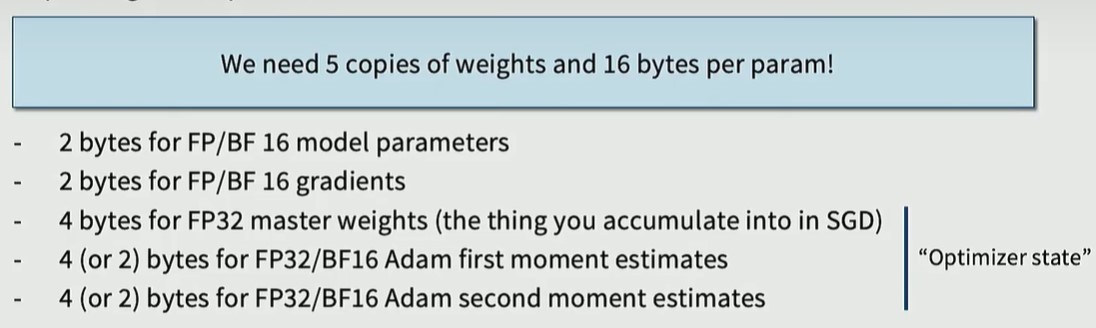 We need 5 copies of weights and 16 bytes per param!
- 2 bytes for FP/BF 16 model parameters
- 2 bytes for FP/BF 16 gradients
- 4 bytes for FP32 master weights (the thing you accumulate into in SGD)
- 4 (or 2) bytes for FP32/BF16 Adam first moment estimates
- 4 (or 2) bytes for FP32/BF16 Adam second moment estimates
“Optimizer state”